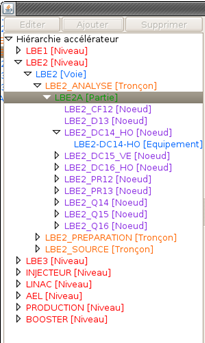 Editer Ajouter Supprimer
Hiérarchie accélérateur
LBE1 [Niveau]
LBE2 [Niveau]
LBE2 [Voie]
LBE2_ANALYSE [Tronçon]
LBE2A [Partie]
LBE2_CF12 [Noeud]
LBE2_D13 [Noeud]
LBE2_DC14_HO [Noeud]
LBE2-DC14-HO [Equipement]
LBE2_DC15_VE [Noeud]
LBE2_DC16_HO [Noeud]
LBE2_PR12 [Noeud]
LBE2_PR13 [Noeud]
LBE2_Q14 [Noeud]
LBE2_Q15 [Noeud]
LBE2_Q16 [Noeud]
LBE2_PREPARATION [Tronçon]
LBE2_SOURCE [Tronçon]
LBE3 [Niveau]
INJECTEUR [Niveau]
LINAC [Niveau]
AEL [Niveau]
PRODUCTION [Niveau]
BOOSTER [Niveau]